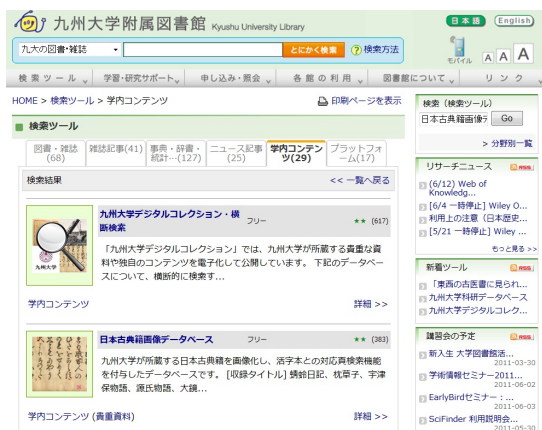 九州大学附属図書館 Kyushu University Library
日本語 English
九大の図書・雑誌 とにかく検索 ? 検索方法
モバイル A A A
検索ツール 学習・研究サポート 申し込み・照会 各館の利用 図書館について リンク
HOME > 検索ツール > 学内コンテンツ 印刷ページを表示
検索ツール
図書・雑誌(68) 雑誌記事(41) 事典・辞書・統計…(127) ニュース記事(25) 学内コンテンツ(29) プラットフォーム(17)
検索結果 << 一覧へ戻る
九州大学デジタルコレクション・横断検索 フリー ★★ (617)
「九州大学デジタルコレクション」では、九州大学が所蔵する貴重な資
料や独自のコンテンツを電子化して公開しています。 下記のデータベー
スについて、横断的に検索す...
九州大学
学内コンテンツ 詳細 >>
日本古典籍画像データベース フリー ★★ (383)
九州大学が所蔵する日本古典籍を画像化し、活字本との対応頁検索機能
を付与したデータベースです。 [収録タイトル] 蜻蛉日記、枕草子、宇津
保物語、源氏物語、大鏡...
学内コンテンツ (貴重資料) 詳細 >>
検索（検索ツール）
日本古典籍画像デ Go
> 分野別一覧
リサーチニュース RSS
(6/12) Web of
Knowledg...
[6/4 一時停止] Wiley O...
利用上の注意（日本歴史...
[5/21 一時停止] Wiley ...
もっと見る >>
新着ツール RSS
「東西の古医書に見られ...
九州大学科研データベース
九州大学デジタルコレク...
講習会の予定 RSS
新入生 大学図書館活...
2011-03-30
学術情報セミナー2011...
2011-06-02
EarlyBirdセミナー：...
2011-06-03
SciFinder 利用説明会...
2011-05-30